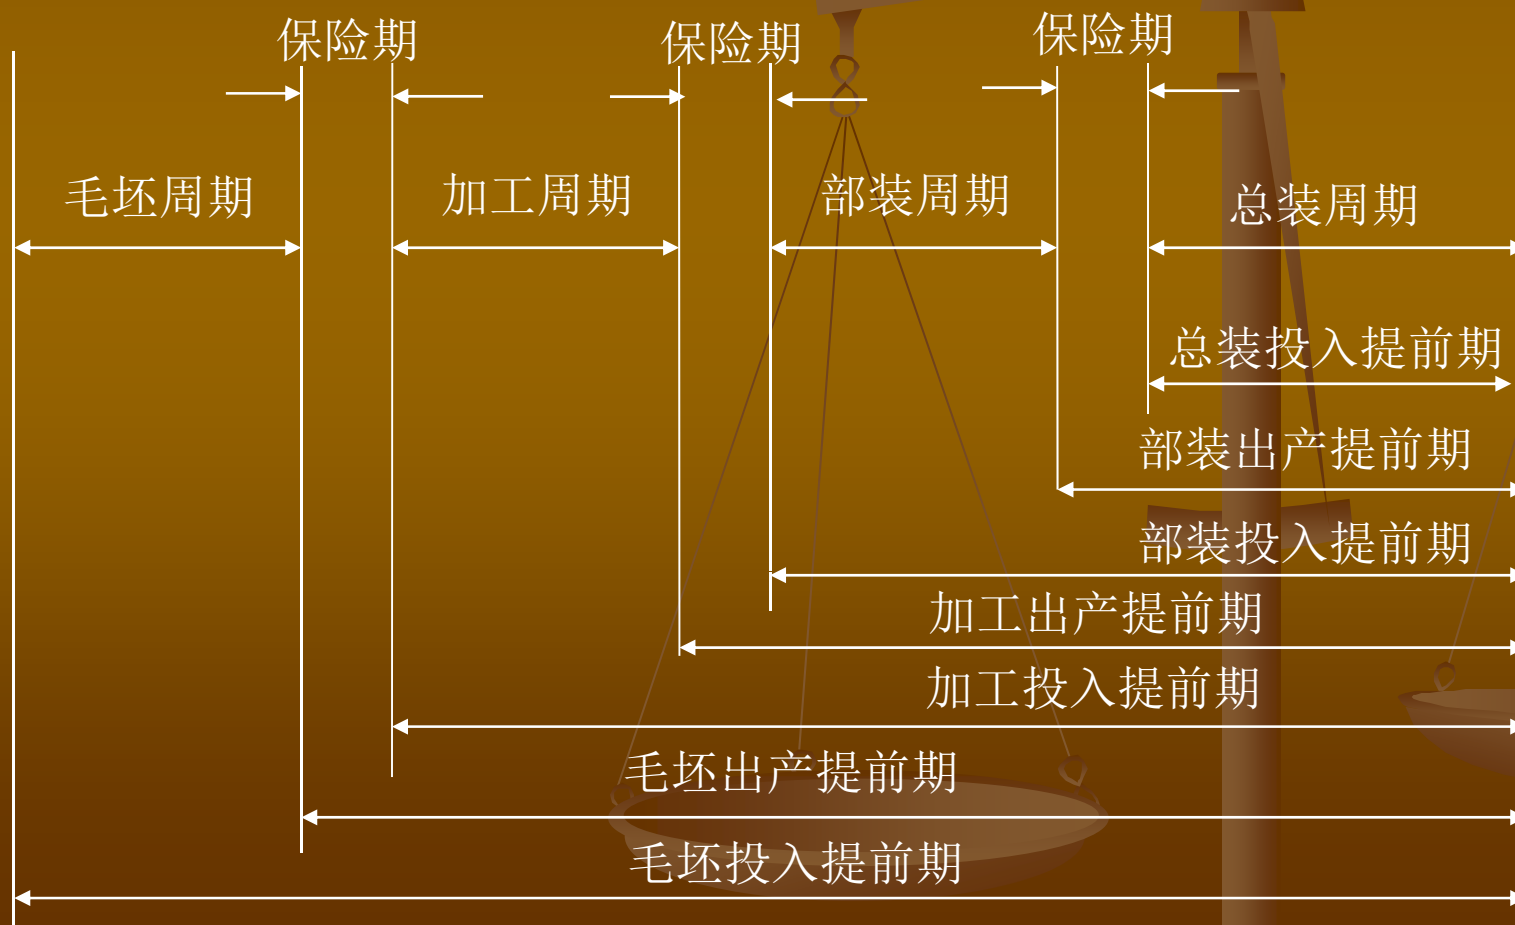 保险期
保险期
保险期
毛坯周期
加工周期
部装周期
总装周期
总装投入提前期
部装出产提前期
部装投入提前期
加工出产提前期
加工投入提前期
毛坯出产提前期
毛坯投入提前期